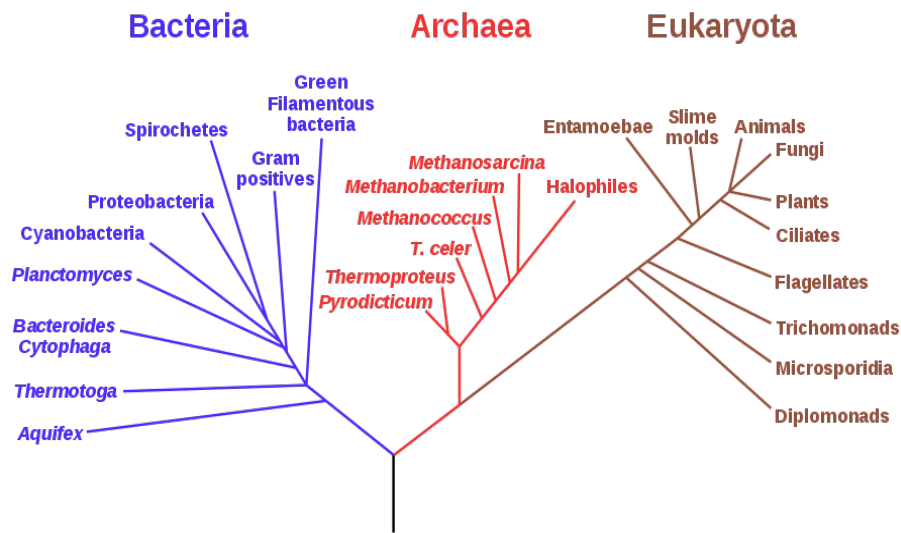 Bacteria
Archaea
Eukaryota
Green
Filamentous
bacteria
Spirochetes
Gram
positives
Proteobacteria
Cyanobacteria
Planctomyces
Bacteroides
Cytophaga
Thermotoga
Aquifex
Methanosarcina
Methanobacterium
Halophiles
Methanococcus
T. celer
Thermoproteus
Pyrodicticum
Entamoebae
Slime
molds
Animals
Fungi
Plants
Ciliates
Flagellates
Trichomonads
Microsporidia
Diplomonads